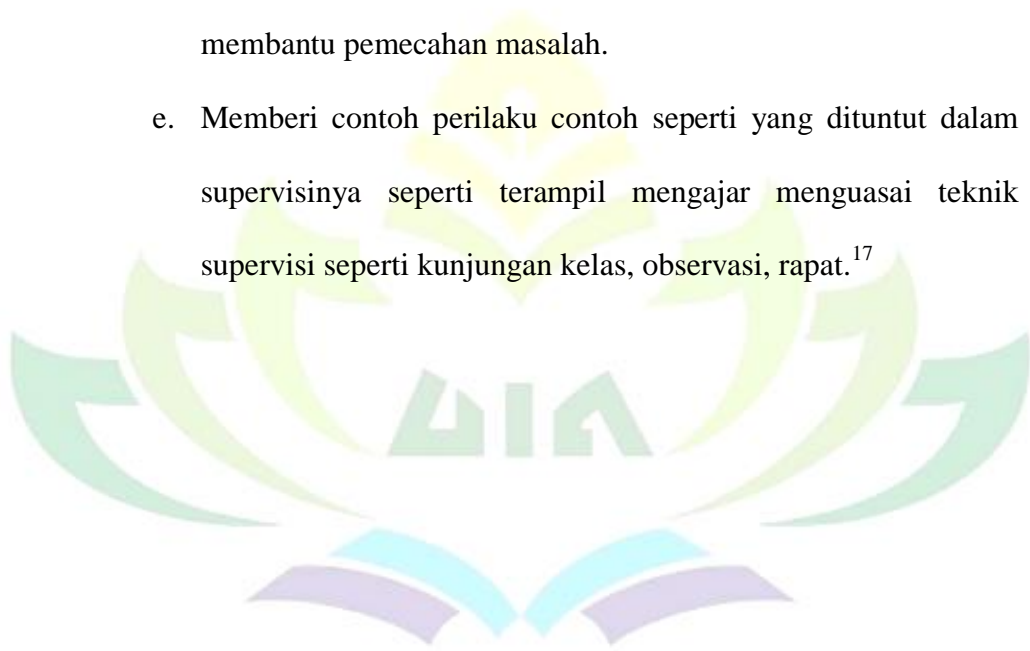 membantu pemecahan masalah.
e. Memberi contoh perilaku contoh seperti yang dituntut dalam
supervisinya seperti terampil mengajar menguasai teknik
supervisi seperti kunjungan kelas, observasi, rapat.17
UIN